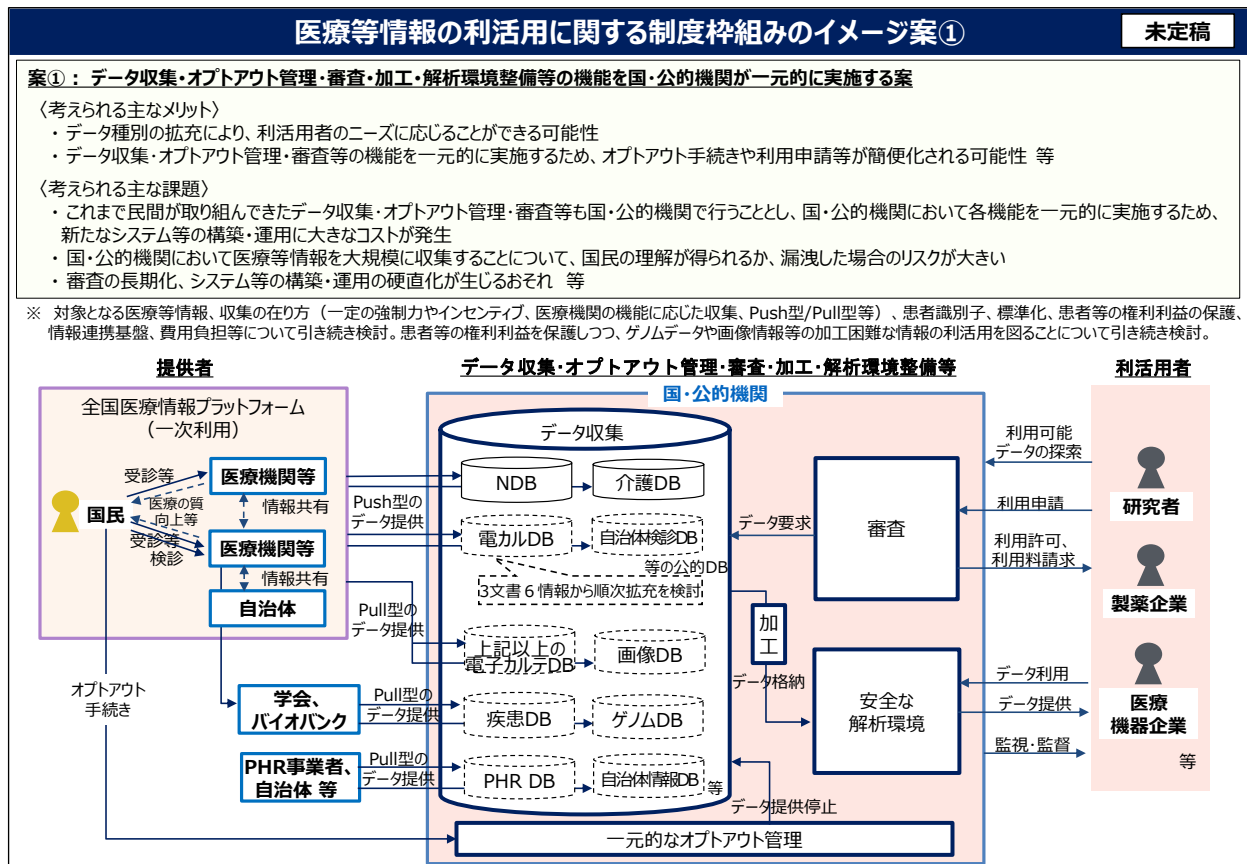 医療等情報の利活用に関する制度枠組みのイメージ案①
未定稿
案①：データ収集・オプトアウト管理・審査・加工・解析環境整備等の機能を国・公的機関が一元的に実施する案
〈考えられる主なメリット〉
・データ種別の拡充により、利活用者のニーズに応じることができる可能性
・データ収集・オプトアウト管理・審査等の機能を一元的に実施するため、オプトアウト手続きや利用申請等が簡便化される可能性 等
〈考えられる主な課題〉
・これまで民間が取り組んできたデータ収集・オプトアウト管理・審査等も国・公的機関で行うこととし、国・公的機関において各機能を一元的に実施するため、
新たなシステム等の構築・運用に大きなコストが発生
・国・公的機関において医療等情報を大規模に収集することについて、国民の理解が得られるか、漏洩した場合のリスクが大きい
・審査の長期化、システム等の構築・運用の硬直化が生じるおそれ 等
※ 対象となる医療等情報、収集の在り方（一定の強制力やインセンティブ、医療機関の機能に応じた収集、Push型/Pull型等）、患者識別子、標準化、患者等の権利利益の保護、
情報連携基盤、費用負担等について引き続き検討。患者等の権利利益を保護しつつ、ゲノムデータや画像情報等の加工困難な情報の利活用を図ることについて引き続き検討。
提供者
データ収集・オプトアウト管理・審査・加工・解析環境整備等
利活用者
全国医療情報プラットフォーム
（一次利用）
国民
受診等
医療の質
向上等
受診等
検診
医療機関等
情報共有
医療機関等
情報共有
自治体
オプトアウト
手続き
学会、
バイオバンク
PHR事業者、
自治体 等
Push型の
データ提供
Pull型の
データ提供
Pull型の
データ提供
Pull型の
データ提供
国・公的機関
データ収集
NDB
介護DB
電カルDB
自治体検診DB
等の公的DB
3文書６情報から順次拡充を検討
上記以上の
電子カルテDB
画像DB
疾患DB
ゲノムDB
PHR DB
自治体情報DB
等
データ要求
加工
データ格納
データ提供停止
一元的なオプトアウト管理
審査
安全な
解析環境
利用可能
データの探索
利用申請
利用許可、
利用料請求
データ利用
データ提供
監視・監督
研究者
製薬企業
医療
機器企業
等